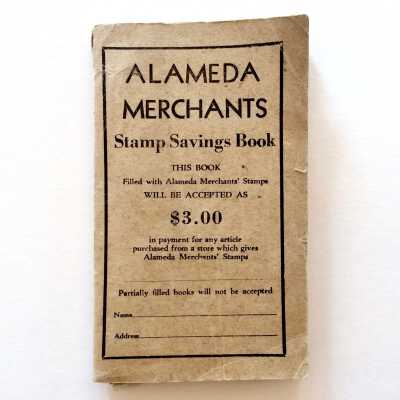 ALAMEDA
MERCHANTS
Stamp Savings Book
THIS BOOK
Filled with Alameda Merchants' Stamps
WILL BE ACCEPTED AS
$3.00
in payment for any article
purchased from a store which gives
Alameda Merchants' Stamps
Partially filled books will not be accepted
Name
Address